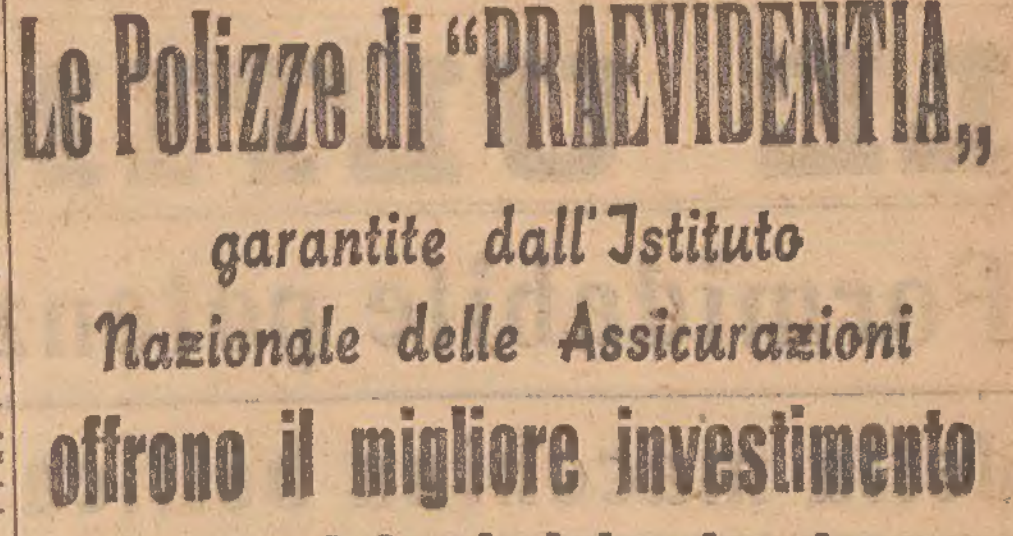 Le Polizze di “PRAEVIDENTIA„
garantite dall'Istituto
Nazionale delle Assicurazioni
offrono il migliore investimento